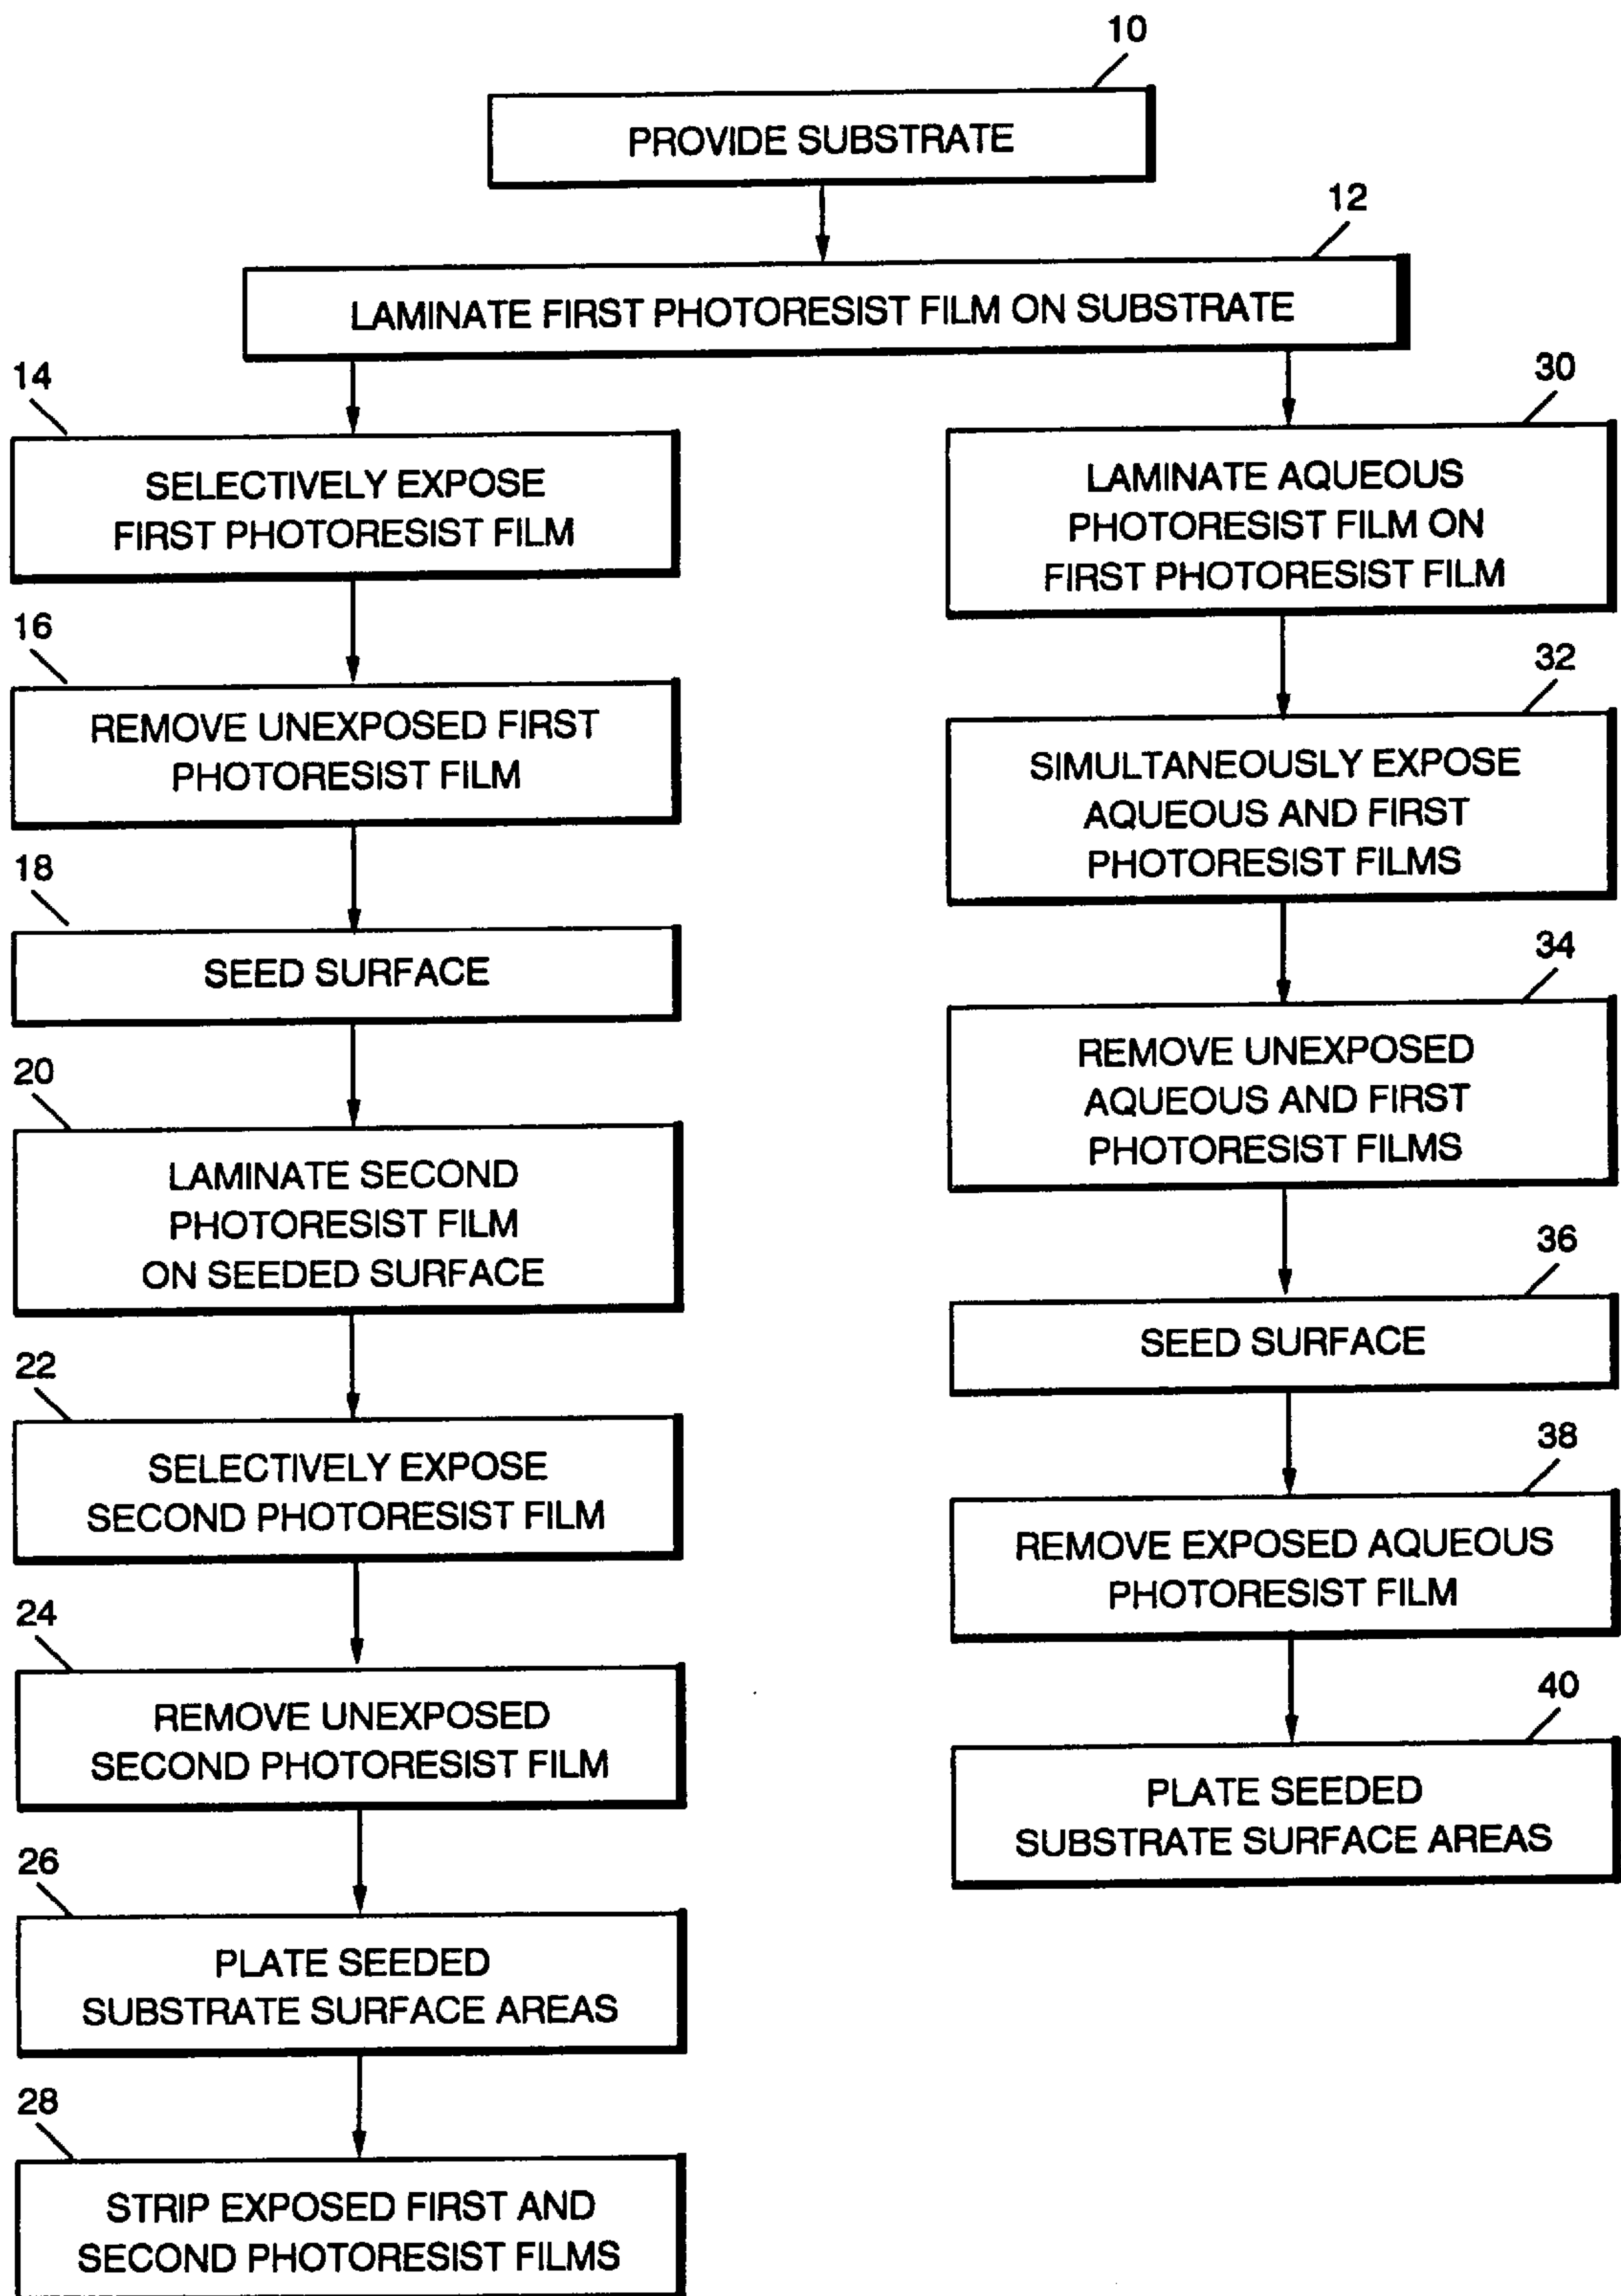 10
PROVIDE SUBSTRATE
12
LAMINATE FIRST PHOTORESIST FILM ON SUBSTRATE
14
SELECTIVELY EXPOSE
FIRST PHOTORESIST FILM
16
REMOVE UNEXPOSED FIRST
PHOTORESIST FILM
18
SEED SURFACE
20
LAMINATE SECOND
PHOTORESIST FILM
ON SEEDED SURFACE
22
SELECTIVELY EXPOSE
SECOND PHOTORESIST FILM
24
REMOVE UNEXPOSED
SECOND PHOTORESIST FILM
26
PLATE SEEDED
SUBSTRATE SURFACE AREAS
28
STRIP EXPOSED FIRST AND
SECOND PHOTORESIST FILMS
30
LAMINATE AQUEOUS
PHOTORESIST FILM ON
FIRST PHOTORESIST FILM
32
SIMULTANEOUSLY EXPOSE
AQUEOUS AND FIRST
PHOTORESIST FILMS
34
REMOVE UNEXPOSED
AQUEOUS AND FIRST
PHOTORESIST FILMS
36
SEED SURFACE
38
REMOVE EXPOSED AQUEOUS
PHOTORESIST FILM
40
PLATE SEEDED
SUBSTRATE SURFACE AREAS